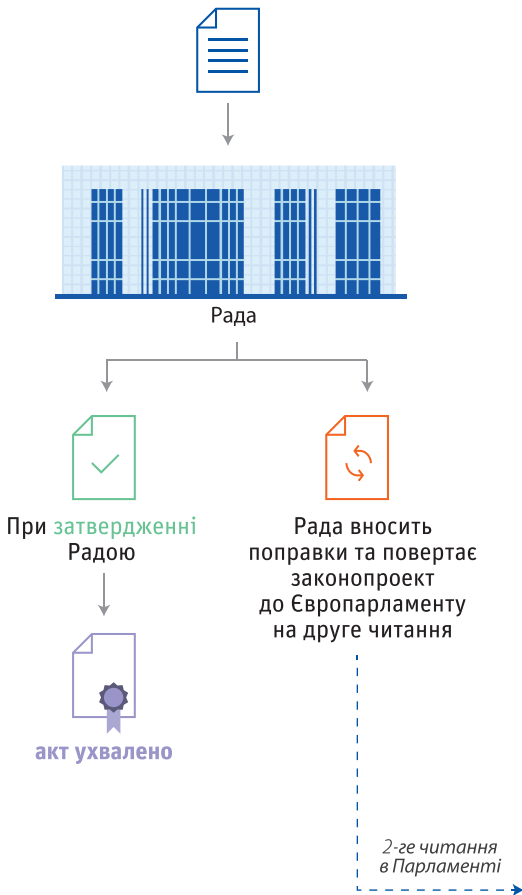 Рада
При затвердженні
Радою
акт ухвалено
Рада вносить
поправки та повертає
законопроект
до Європарламенту
на друге читання
2-ге читання
в Парламенті